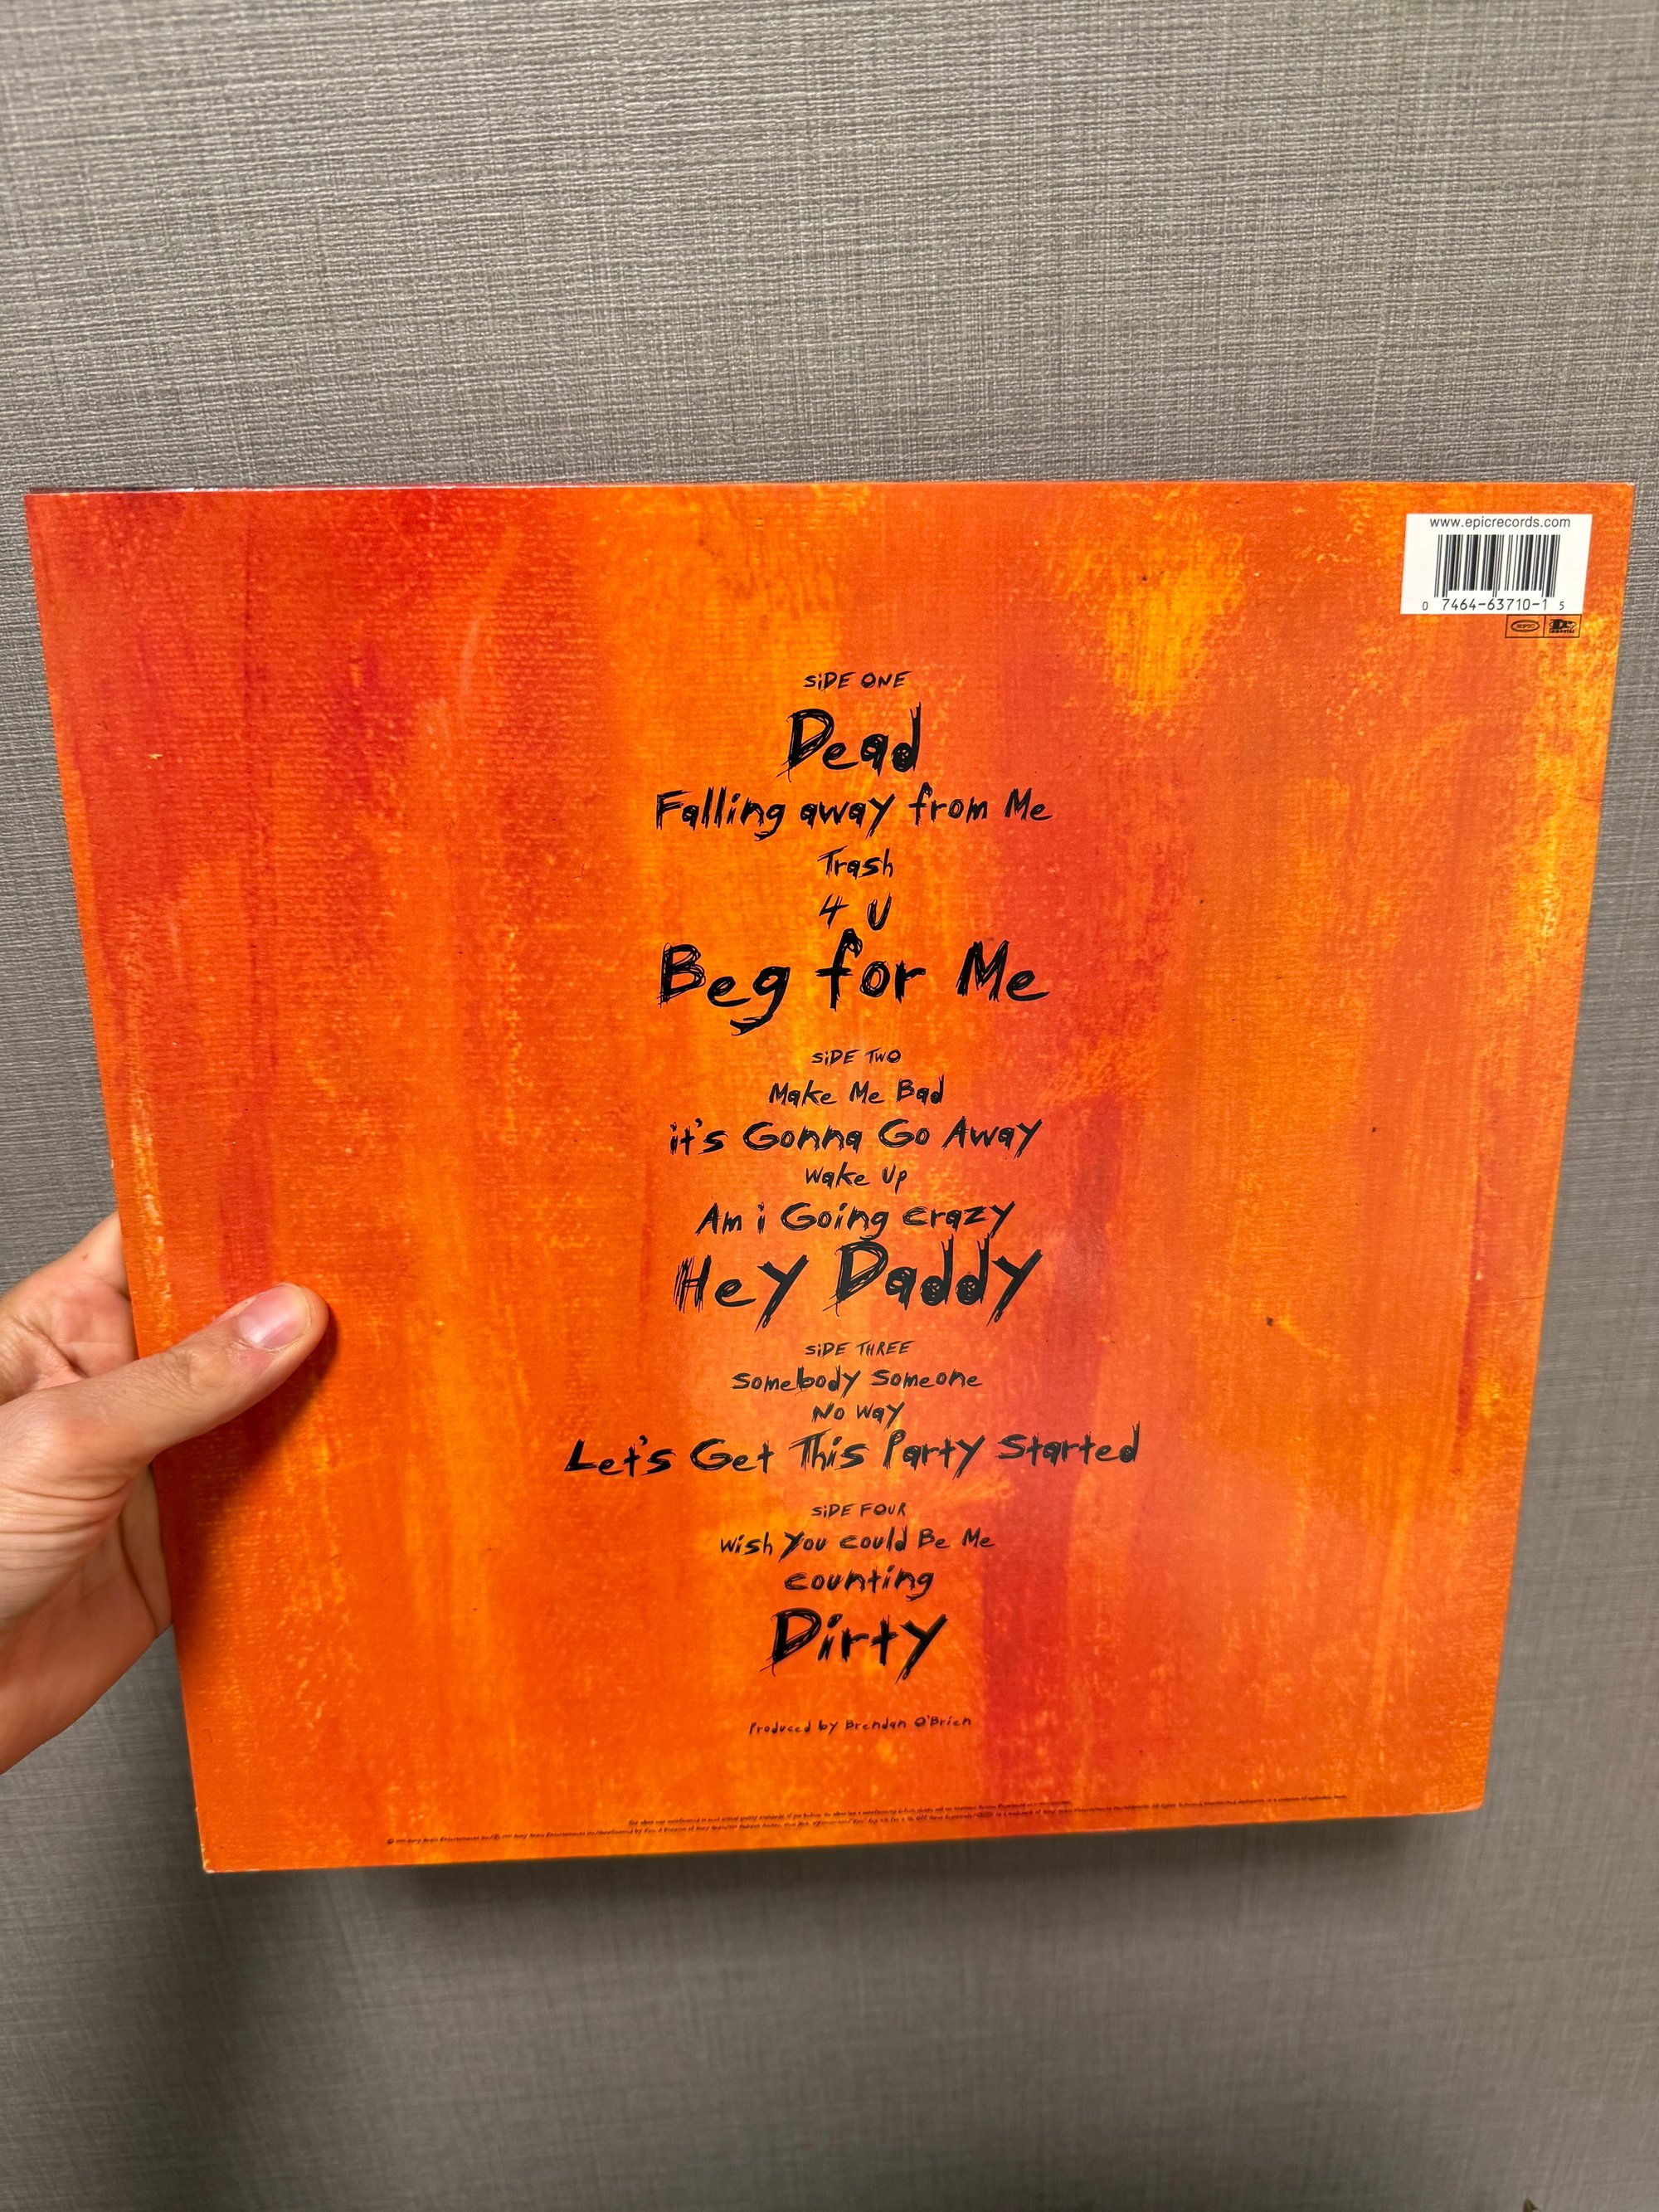 www.epicrecords.com
0 7464-63710-1 5
EPIC
SiDE ONE
Dead
Falling away from Me
Trash
4 U
Beg for Me
SiDE TWO
Make Me Bad
it's Gonna Go Away
Wake Up
Am i Going crazy
Hey Daddy
SiDE THREE
Somebody Someone
No Way
Let's Get This Party Started
SiDE FOUR
Wish You could Be Me
counting
Dirty
Produced by Brendan O'Brien